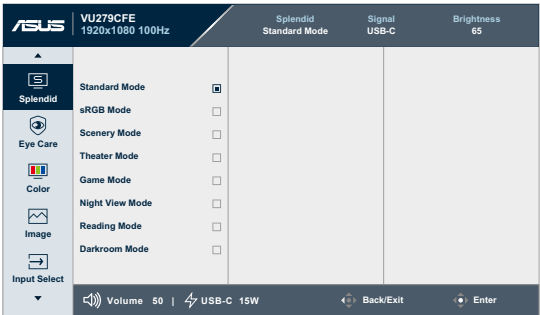 ASUS
VU279CFE
1920x1080 100Hz
Splendid
Standard Mode
Signal
USB-C
Brightness
65
Splendid
Eye Care
Color
Image
Input Select
Standard Mode
sRGB Mode
Scenery Mode
Theater Mode
Game Mode
Night View Mode
Reading Mode
Darkroom Mode
Volume 50 | USB-C 15W
Back/Exit
Enter